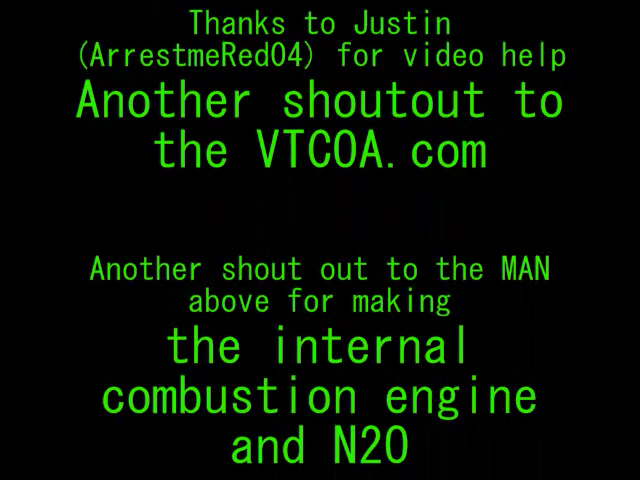 Thanks to Justin
(ArrestmeRed04) for video help
Another shoutout to
the VTCOA.com
Another shout out to the MAN
above for making
the internal
combustion engine
and N2O